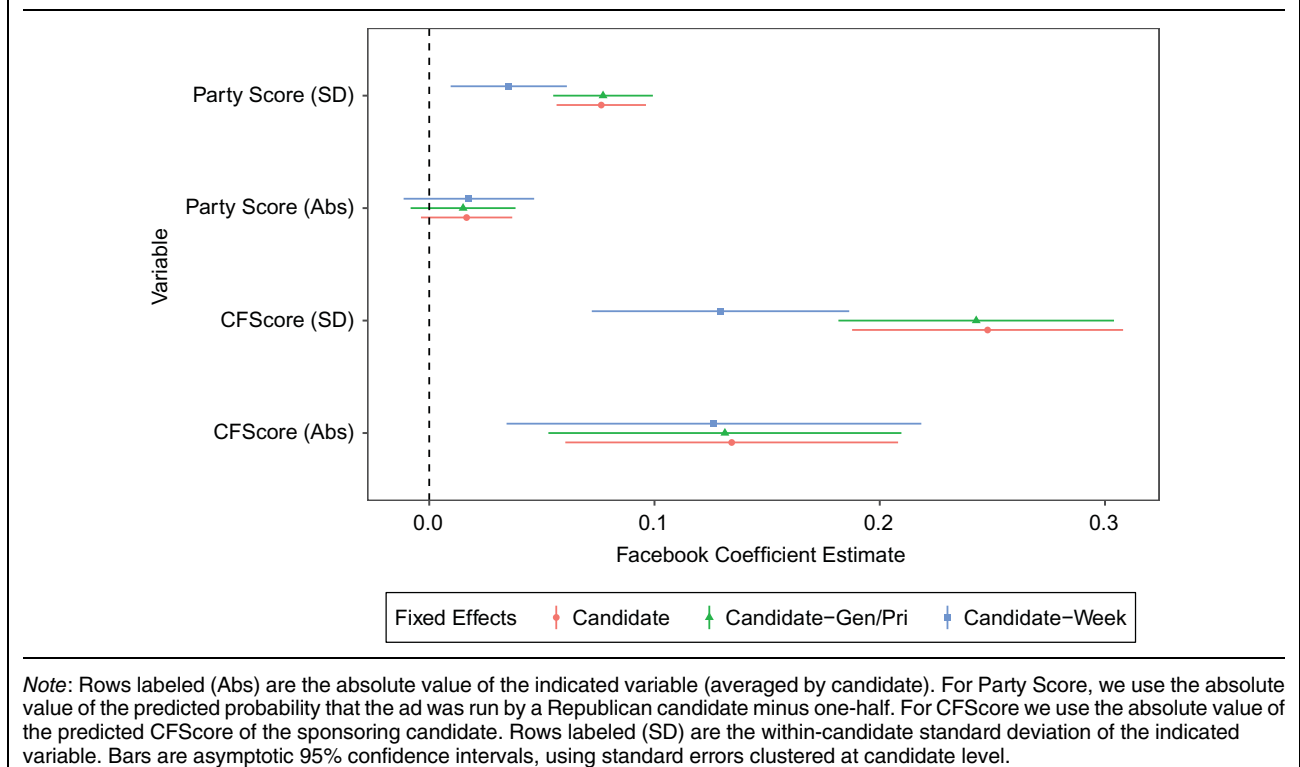 Party Score (SD)
Party Score (Abs)
CFScore (SD)
CFScore (Abs)
Variable
0.0 0.1 0.2 0.3
Facebook Coefficient Estimate
Fixed Effects Candidate Candidate−Gen/Pri Candidate−Week
Note: Rows labeled (Abs) are the absolute value of the indicated variable (averaged by candidate). For Party Score, we use the absolute
value of the predicted probability that the ad was run by a Republican candidate minus one-half. For CFScore we use the absolute value of
the predicted CFScore of the sponsoring candidate. Rows labeled (SD) are the within-candidate standard deviation of the indicated
variable. Bars are asymptotic 95% confidence intervals, using standard errors clustered at candidate level.